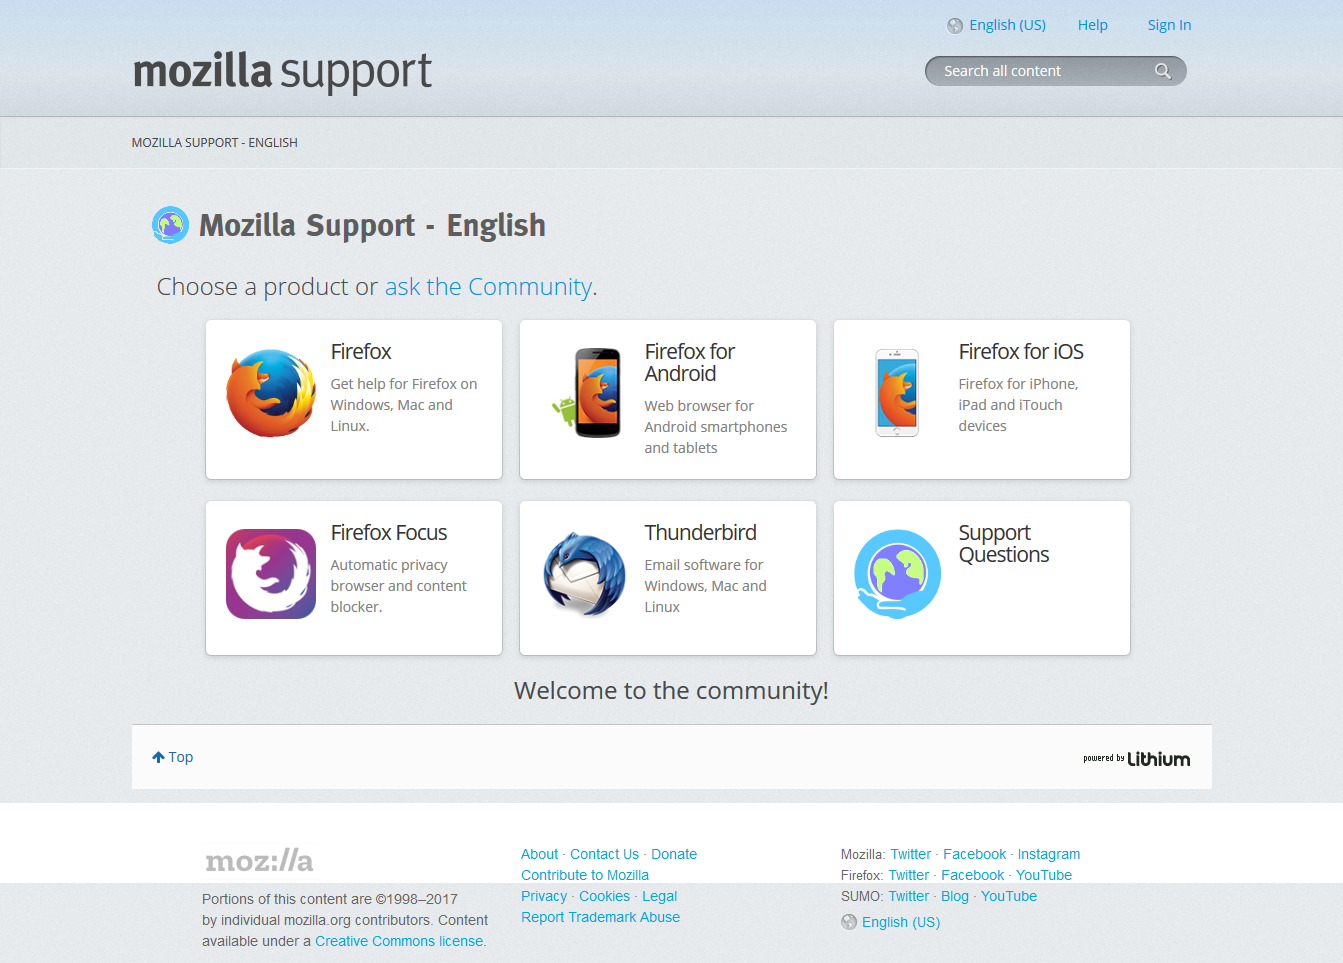 English (US) Help Sign In
mozilla support
Search all content
MOZILLA SUPPORT - ENGLISH
Mozilla Support - English
Choose a product or ask the Community.
Firefox
Get help for Firefox on
Windows, Mac and
Linux.
Firefox for
Android
Web browser for
Android smartphones
and tablets
Firefox for iOS
Firefox for iPhone,
iPad and iTouch
devices
Firefox Focus
Automatic privacy
browser and content
blocker.
Thunderbird
Email software for
Windows, Mac and
Linux
Support
Questions
Welcome to the community!
Top
powered by Lithium
moz://a
Portions of this content are ©1998–2017
by individual mozilla.org contributors. Content
available under a Creative Commons license.
About · Contact Us · Donate
Contribute to Mozilla
Privacy · Cookies · Legal
Report Trademark Abuse
Mozilla: Twitter · Facebook · Instagram
Firefox: Twitter · Facebook · YouTube
SUMO: Twitter · Blog · YouTube
English (US)